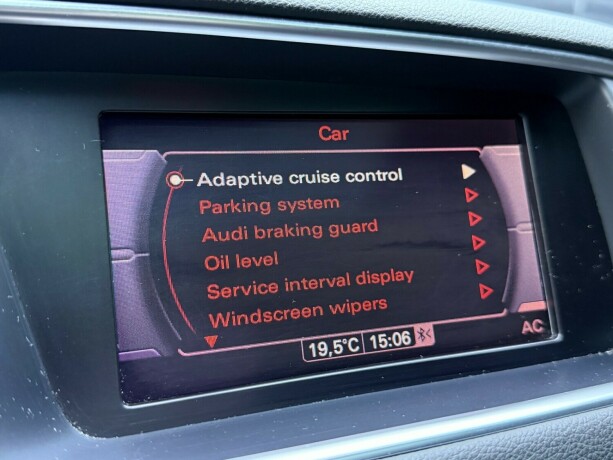 Car
Adaptive cruise control
Parking system
Audi braking guard
Oil level
Service interval display
Windscreen wipers
19,5°C 15:06
AC